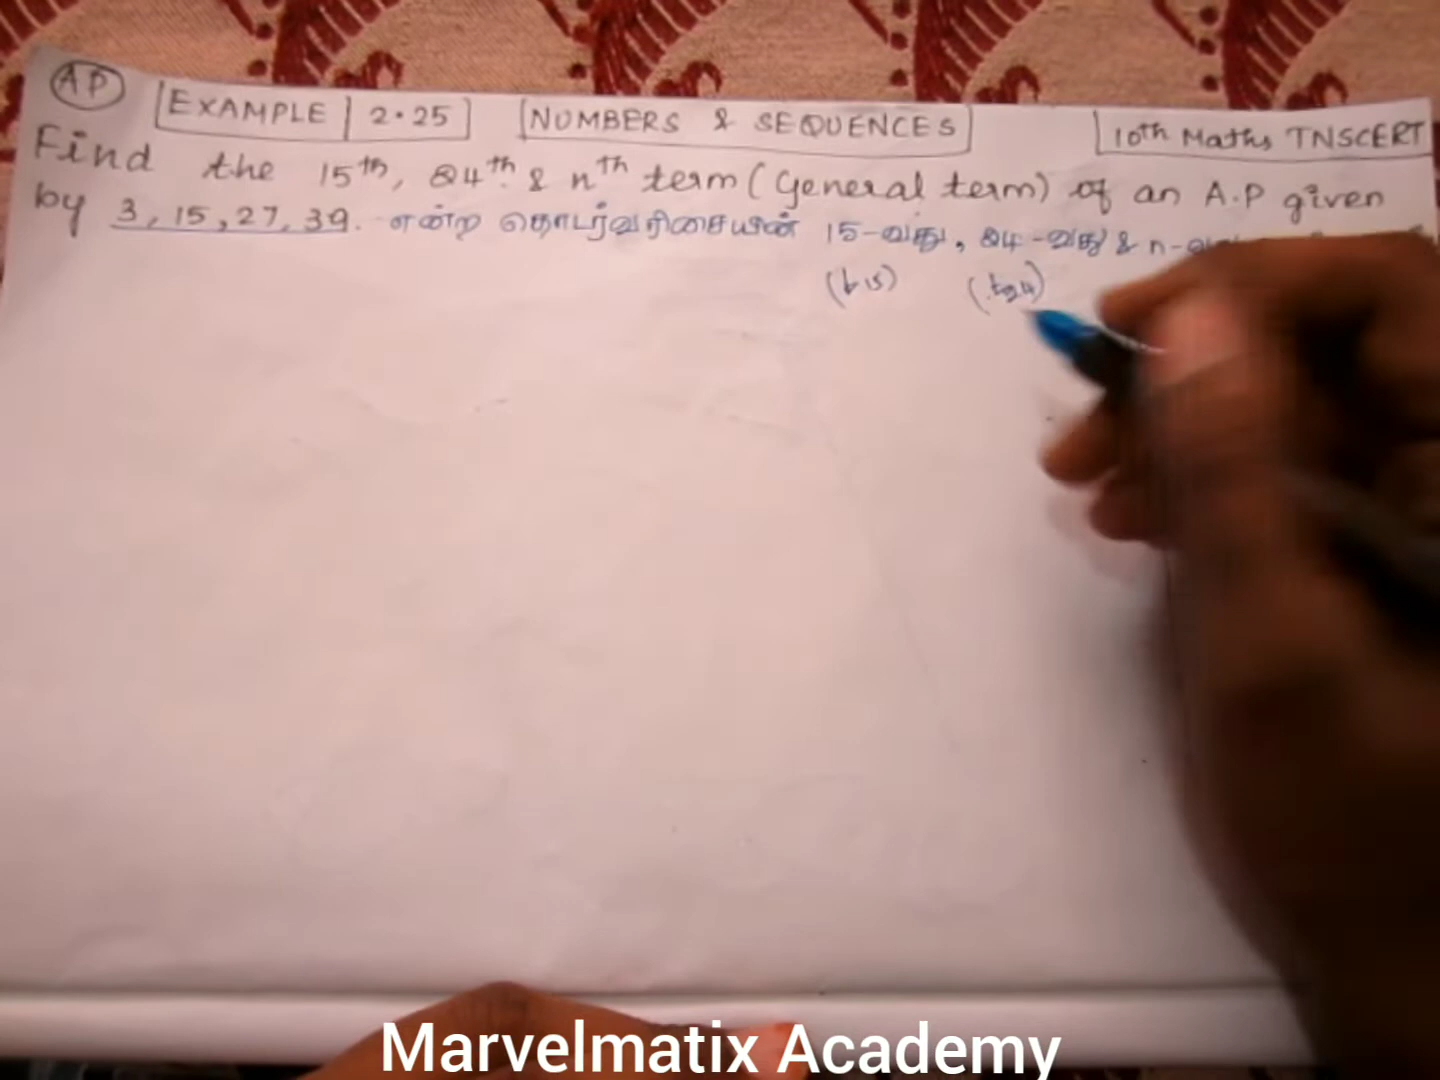 AP EXAMPLE 2.25 NUMBERS & SEQUENCES 10th Maths TNSCERT
Find the 15th, 24th & nth term (General term) of an A.P given
by 3, 15, 27, 39. என்ற தொடர்வரிசையின் 15-வது, 24-வது & n-
(t15) (t24)
Marvelmatix Academy